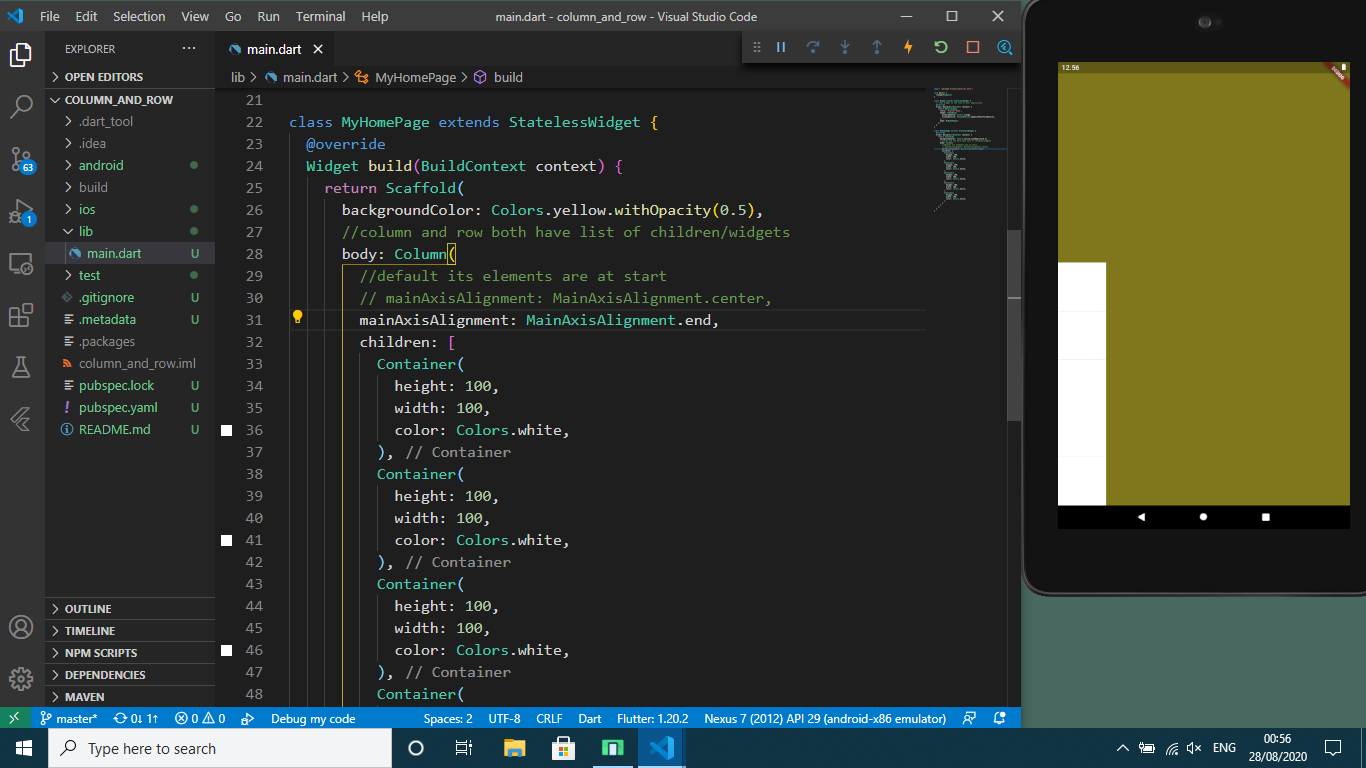 File Edit Selection View Go Run Terminal Help main.dart - column_and_row - Visual Studio Code
EXPLORER
OPEN EDITORS
COLUMN_AND_ROW
.dart_tool
.idea
android
build
ios
lib
main.dart U
test
.gitignore U
.metadata U
.packages
column_and_row.iml
pubspec.lock U
pubspec.yaml U
README.md U
OUTLINE
TIMELINE
NPM SCRIPTS
DEPENDENCIES
MAVEN
63
1
main.dart
lib > main.dart > MyHomePage > build
21
22 class MyHomePage extends StatelessWidget {
23 @override
24 Widget build(BuildContext context) {
25 return Scaffold(
26 backgroundColor: Colors.yellow.withOpacity(0.5),
27 //column and row both have list of children/widgets
28 body: Column(
29 //default its elements are at start
30 // mainAxisAlignment: MainAxisAlignment.center,
31 mainAxisAlignment: MainAxisAlignment.end,
32 children: [
33 Container(
34 height: 100,
35 width: 100,
36 color: Colors.white,
37 ), // Container
38 Container(
39 height: 100,
40 width: 100,
41 color: Colors.white,
42 ), // Container
43 Container(
44 height: 100,
45 width: 100,
46 color: Colors.white,
47 ), // Container
48 Container(
12:56
DEBUG
master* 0↓ 1↑ 0 0 Debug my code Spaces: 2 UTF-8 CRLF Dart Flutter: 1.20.2 Nexus 7 (2012) API 29 (android-x86 emulator)
Type here to search
ENG
00:56
28/08/2020